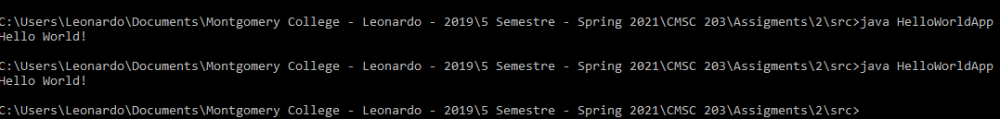 C:\Users\Leonardo\Documents\Montgomery College - Leonardo - 2019\5 Semestre - Spring 2021\CMSC 203\Assigments\2\src>java HelloWorldApp
Hello World!
C:\Users\Leonardo\Documents\Montgomery College - Leonardo - 2019\5 Semestre - Spring 2021\CMSC 203\Assigments\2\src>java HelloWorldApp
Hello World!
C:\Users\Leonardo\Documents\Montgomery College - Leonardo - 2019\5 Semestre - Spring 2021\CMSC 203\Assigments\2\src>